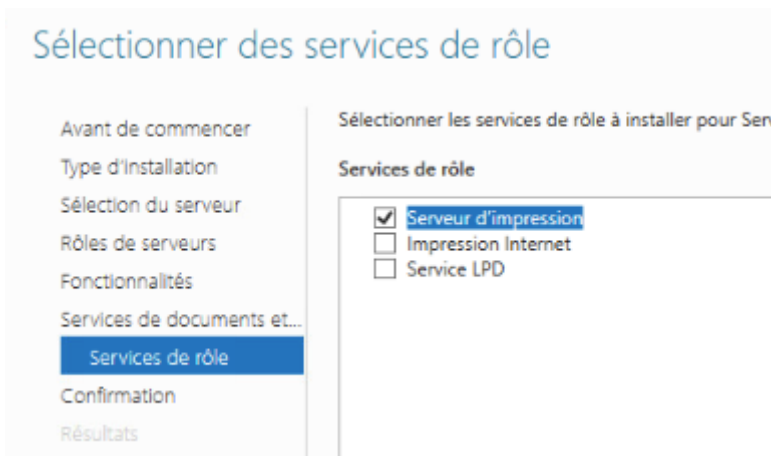 Sélectionner des services de rôle
Avant de commencer
Type d'installation
Sélection du serveur
Rôles de serveurs
Fonctionnalités
Services de documents et...
Services de rôle
Confirmation
Résultats
Sélectionner les services de rôle à installer pour Ser
Services de rôle
Serveur d'impression
Impression Internet
Service LPD